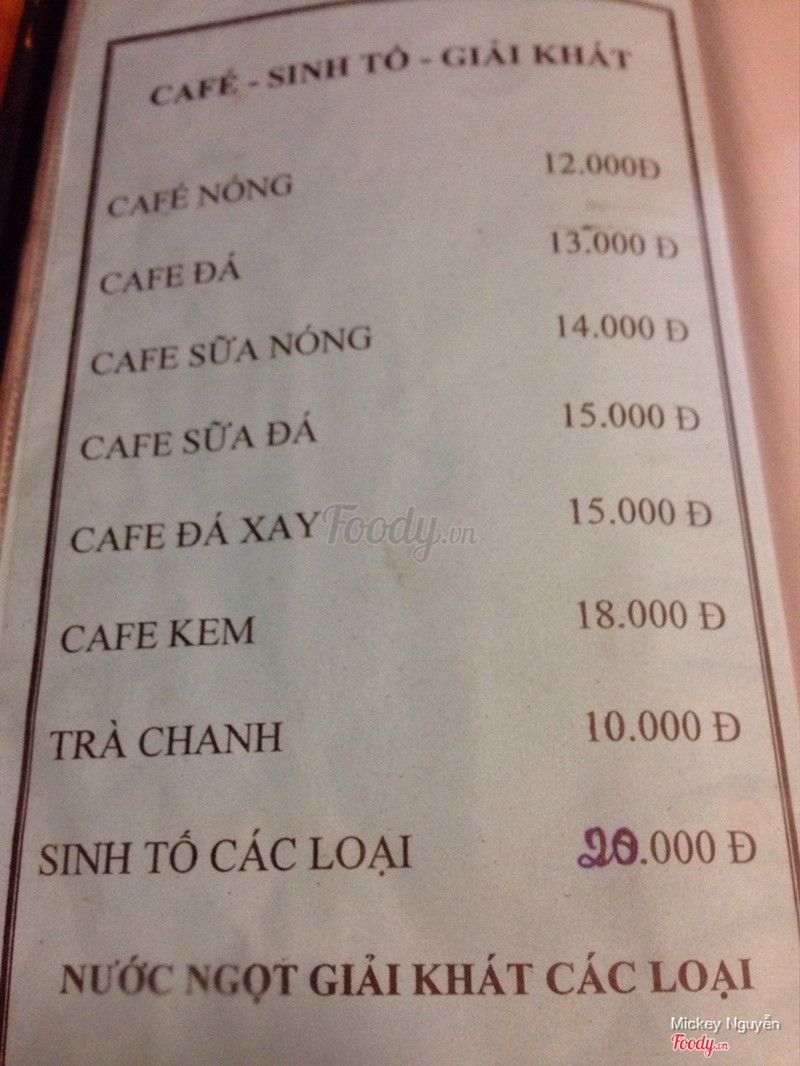 CAFÉ - SINH TỐ - GIẢI KHÁT
CAFÉ NÓNG 12.000Đ
CAFE ĐÁ 13.000 Đ
CAFE SỮA NÓNG 14.000 Đ
CAFE SỮA ĐÁ 15.000 Đ
CAFE ĐÁ XAY 15.000 Đ
Foody.vn
CAFE KEM 18.000 Đ
TRÀ CHANH 10.000 Đ
SINH TỐ CÁC LOẠI 20.000 Đ
NƯỚC NGỌT GIẢI KHÁT CÁC LOẠI
Mickey Nguyễn
Foody.vn